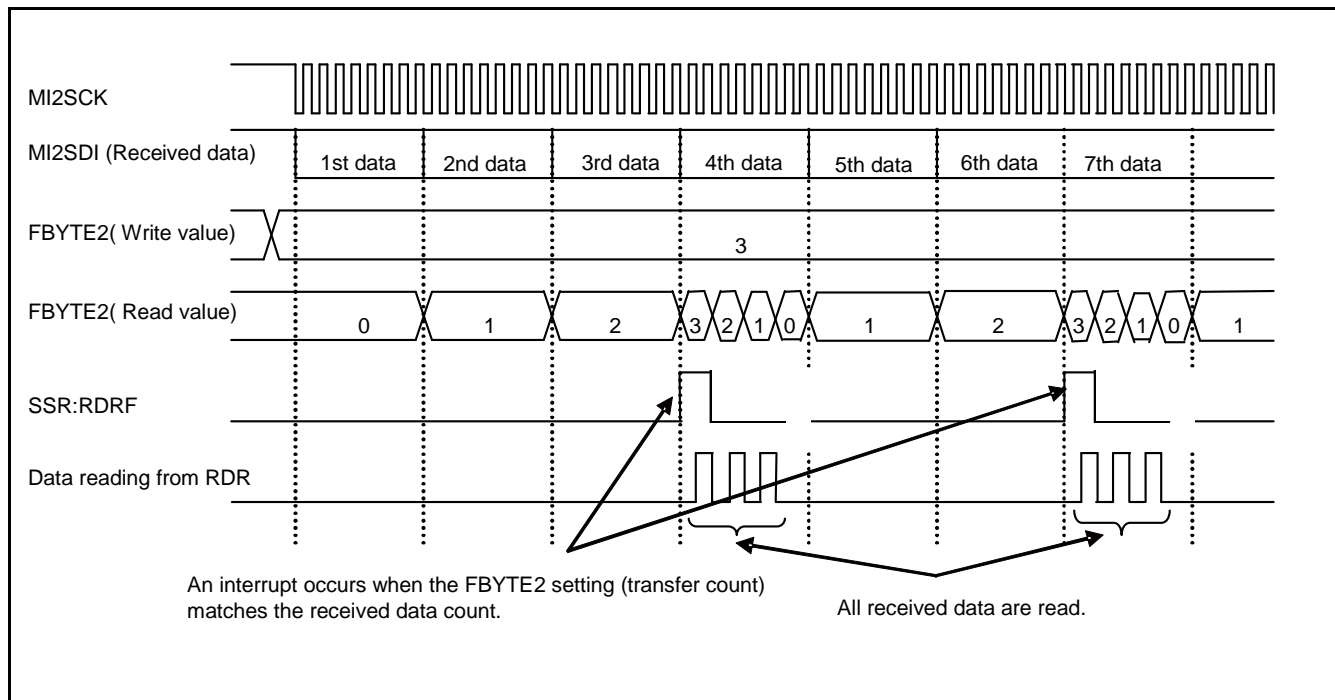 MI2SCK
MI2SDI (Received data)
1st data 2nd data 3rd data 4th data 5th data 6th data 7th data
FBYTE2( Write value)
3
FBYTE2( Read value)
0 1 2 3 2 1 0 1 2 3 2 1 0 1
SSR:RDRF
Data reading from RDR
An interrupt occurs when the FBYTE2 setting (transfer count)
matches the received data count.
All received data are read.